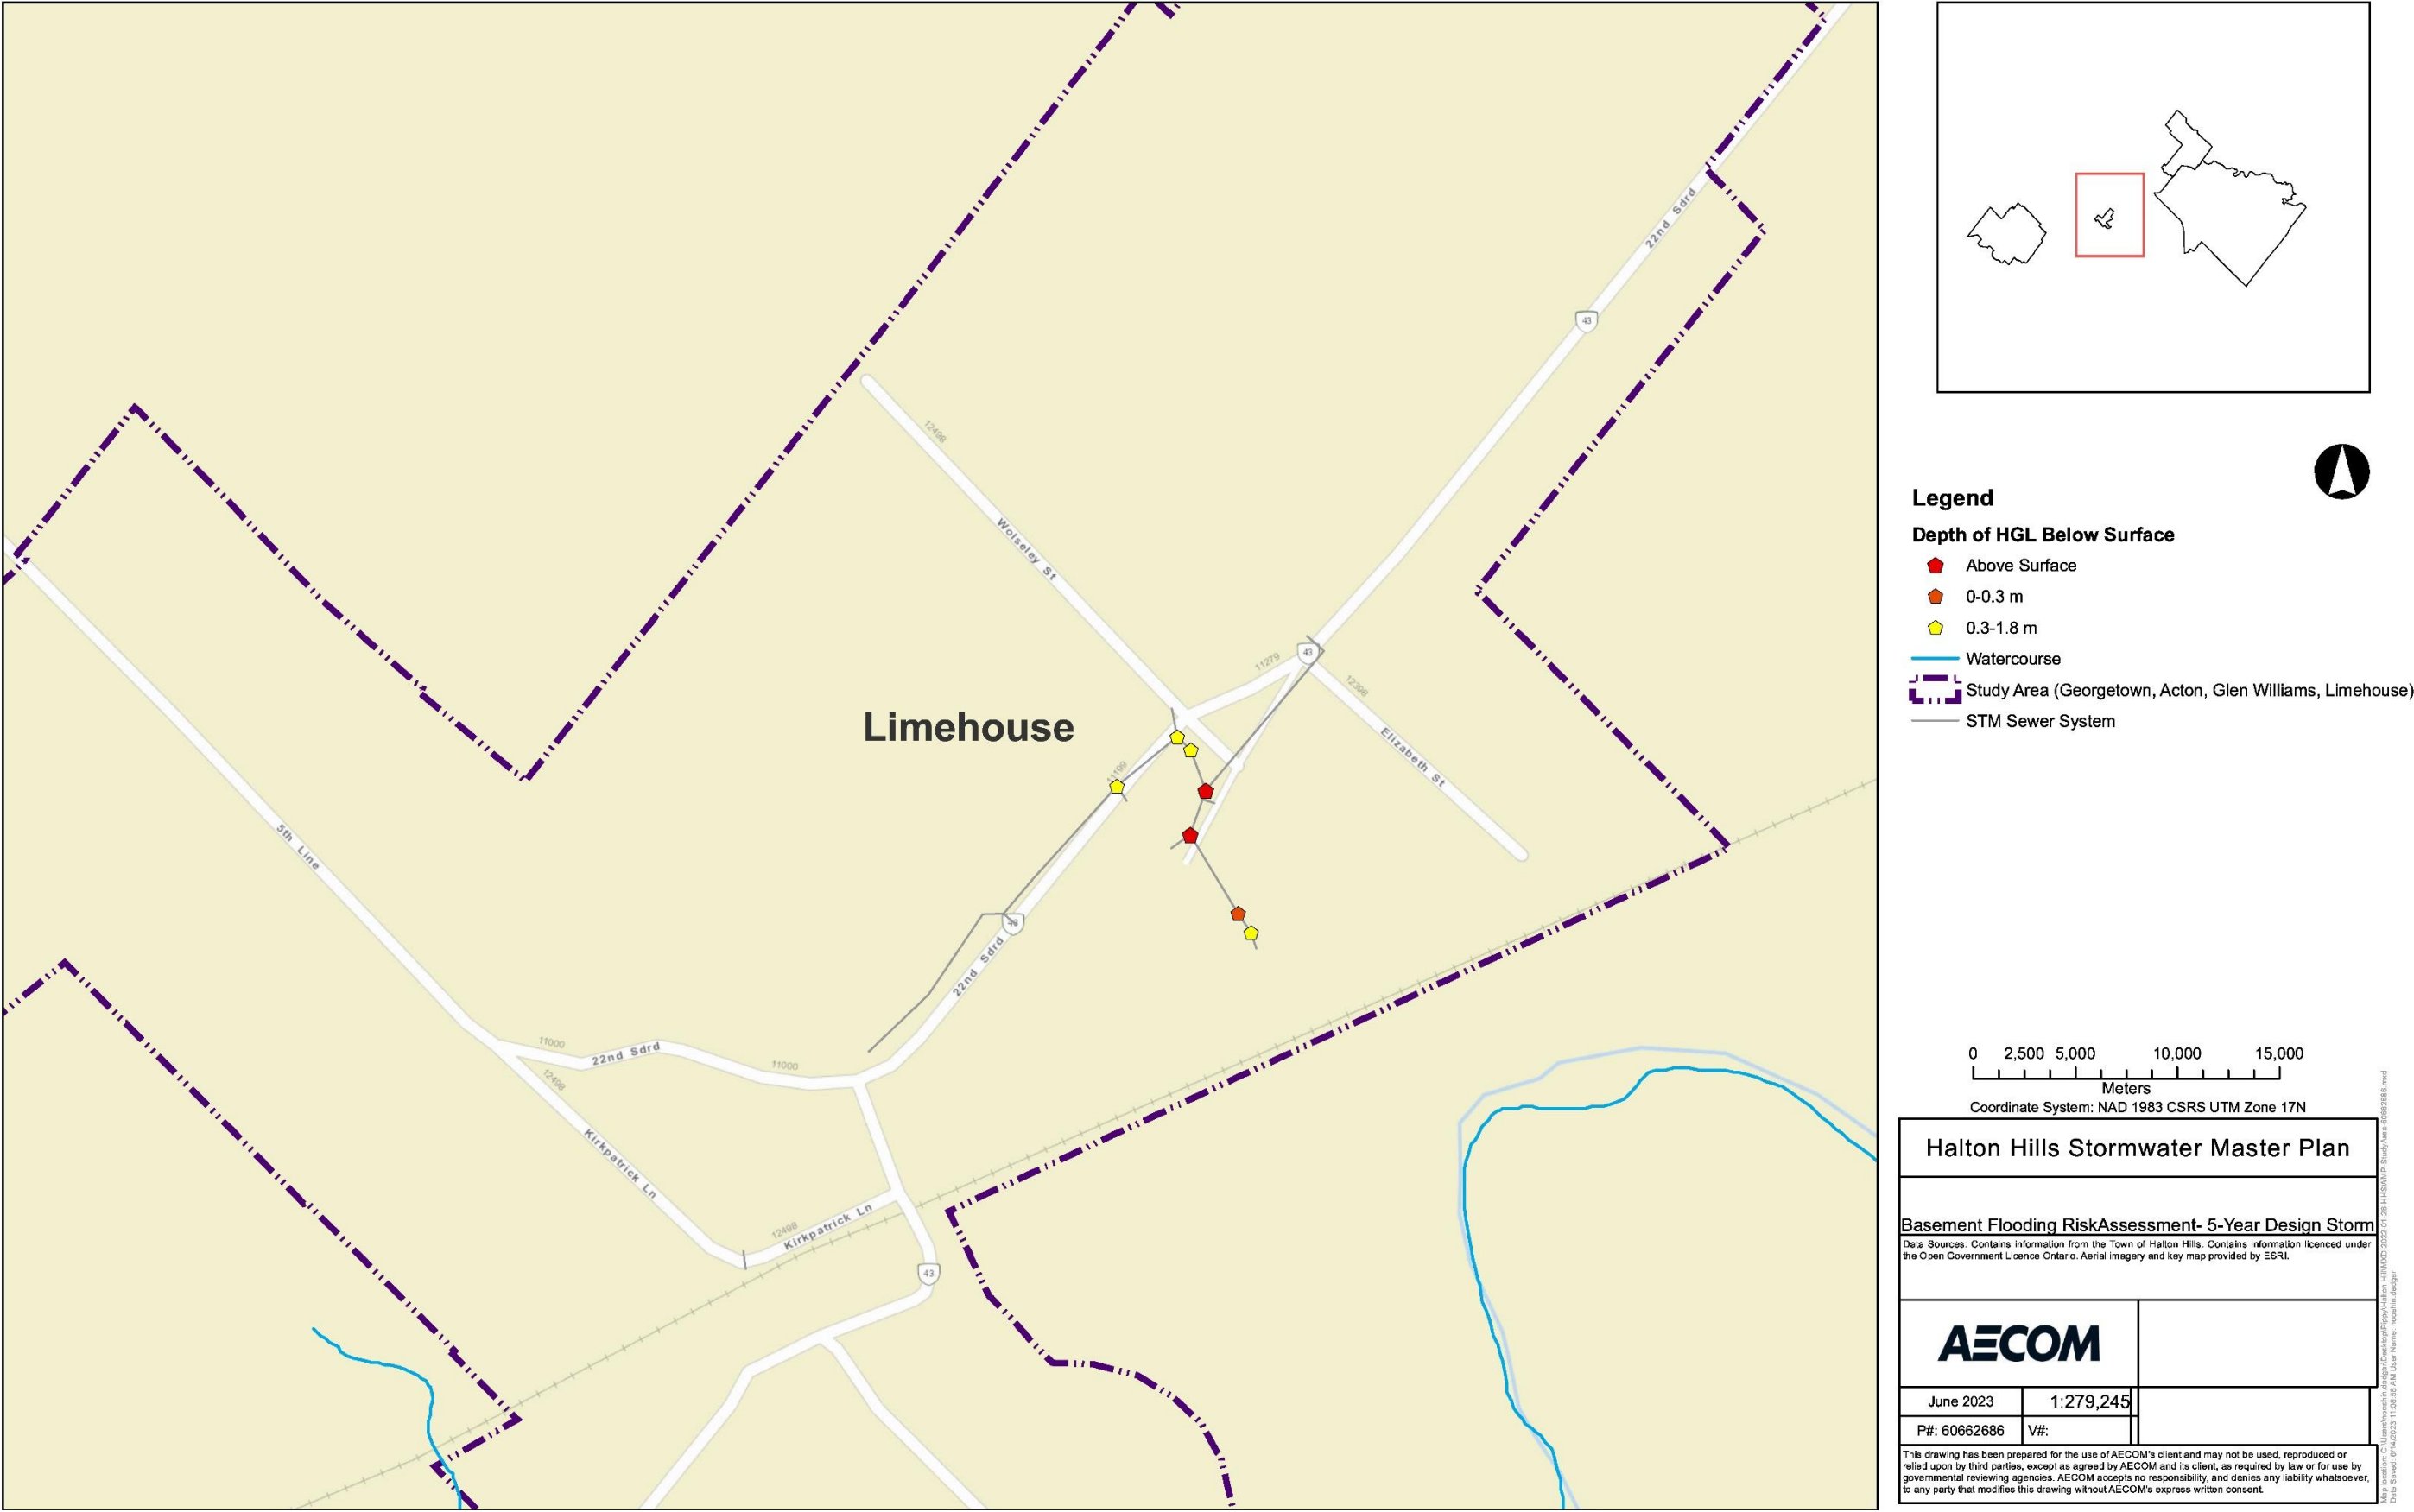 22nd Sdrd
43
12498
Wolseley St
43
11279
12398
Limehouse
Elizabeth St
11199
5th Line
43
22nd Sdrd
11000
22nd Sdrd
11000
12498
Kirkpatrick Ln
12498
Kirkpatrick Ln
43
Legend
Depth of HGL Below Surface
Above Surface
0-0.3 m
0.3-1.8 m
Watercourse
Study Area (Georgetown, Acton, Glen Williams, Limehouse)
STM Sewer System
0 2,500 5,000 10,000 15,000
Meters
Coordinate System: NAD 1983 CSRS UTM Zone 17N
Halton Hills Stormwater Master Plan
Basement Flooding RiskAssessment- 5-Year Design Storm
Data Sources: Contains information from the Town of Halton Hills. Contains information licenced under
the Open Government Licence Ontario. Aerial imagery and key map provided by ESRI.
AECOM
June 2023 1:279,245
P#: 60662686 V#:
This drawing has been prepared for the use of AECOM's client and may not be used, reproduced or
relied upon by third parties, except as agreed by AECOM and its client, as required by law or for use by
governmental reviewing agencies. AECOM accepts no responsibility, and denies any liability whatsoever,
to any party that modifies this drawing without AECOM's express written consent.